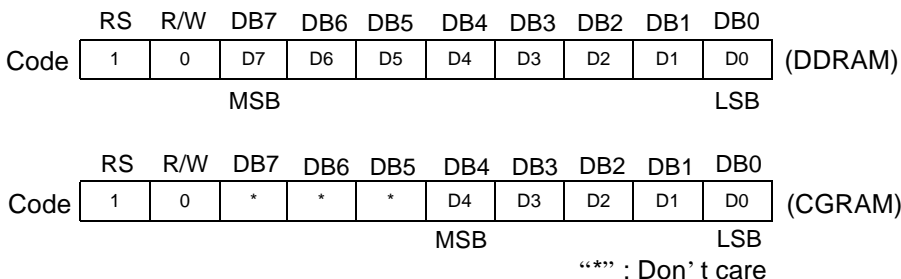 RS R/W DB7 DB6 DB5 DB4 DB3 DB2 DB1 DB0
Code 1 0 D7 D6 D5 D4 D3 D2 D1 D0 (DDRAM)
MSB LSB
RS R/W DB7 DB6 DB5 DB4 DB3 DB2 DB1 DB0
Code 1 0 * * * D4 D3 D2 D1 D0 (CGRAM)
MSB LSB
“*” : Don’ t care